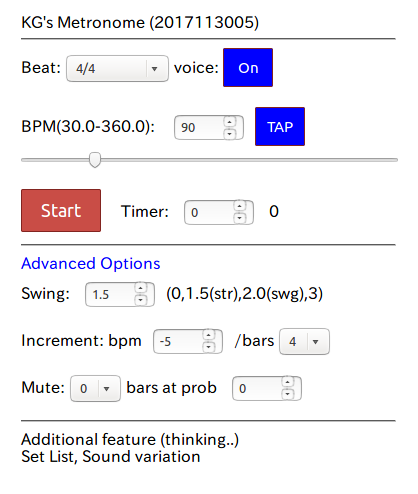 KG's Metronome (2017113005)
Beat: 4/4 voice: On
BPM(30.0-360.0): 90 TAP
Start Timer: 0 0
Advanced Options
Swing: 1.5 (0,1.5(str),2.0(swg),3)
Increment: bpm -5 /bars 4
Mute: 0 bars at prob 0
Additional feature (thinking..)
Set List, Sound variation